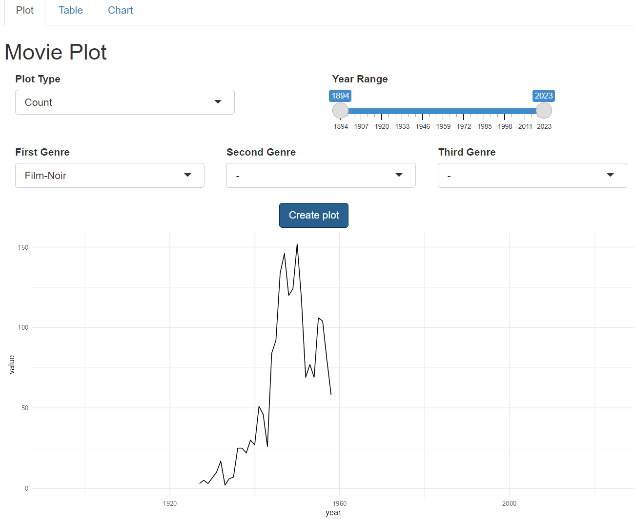 Plot Table Chart
Movie Plot
Plot Type Year Range
Count 1894 2023
1894 1907 1920 1933 1946 1959 1972 1985 1998 2011 2023
First Genre Second Genre Third Genre
Film-Noir - -
Create plot
150
100
value
50
0
1920 1960 2000
year